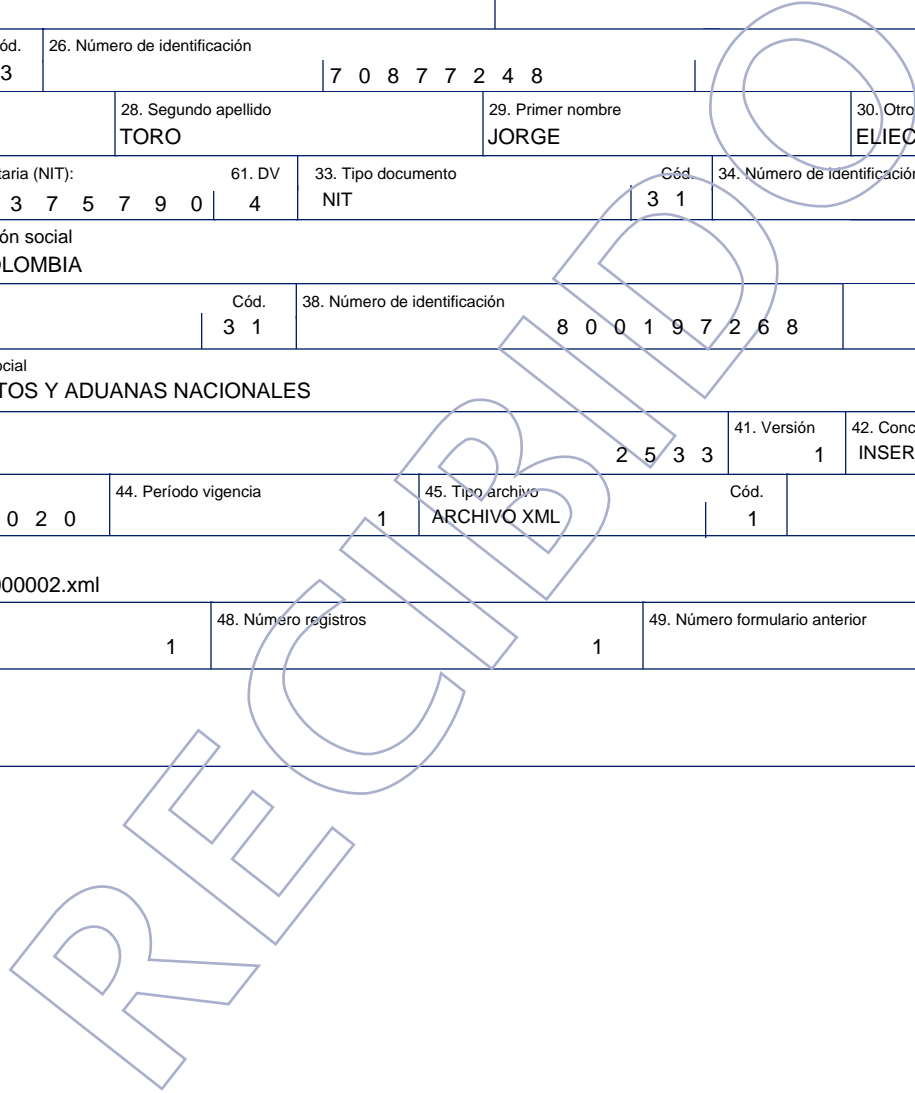 ód. 26. Número de identificación
3 7 0 8 7 7 2 4 8
28. Segundo apellido 29. Primer nombre 30. Otro
TORO JORGE ELIEC
taria (NIT): 61. DV 33. Tipo documento Cód. 34. Número de identificación
3 7 5 7 9 0 4 NIT 3 1
ón social
OLOMBIA
Cód. 38. Número de identificación
3 1 8 0 0 1 9 7 2 6 8
ocial
TOS Y ADUANAS NACIONALES
41. Versión 42. Conc
2 5 3 3 1 INSER
44. Período vigencia 45. Tipo archivo Cód.
0 2 0 1 ARCHIVO XML 1
000002.xml
48. Número registros 49. Número formulario anterior
1 1
RECIBIDO